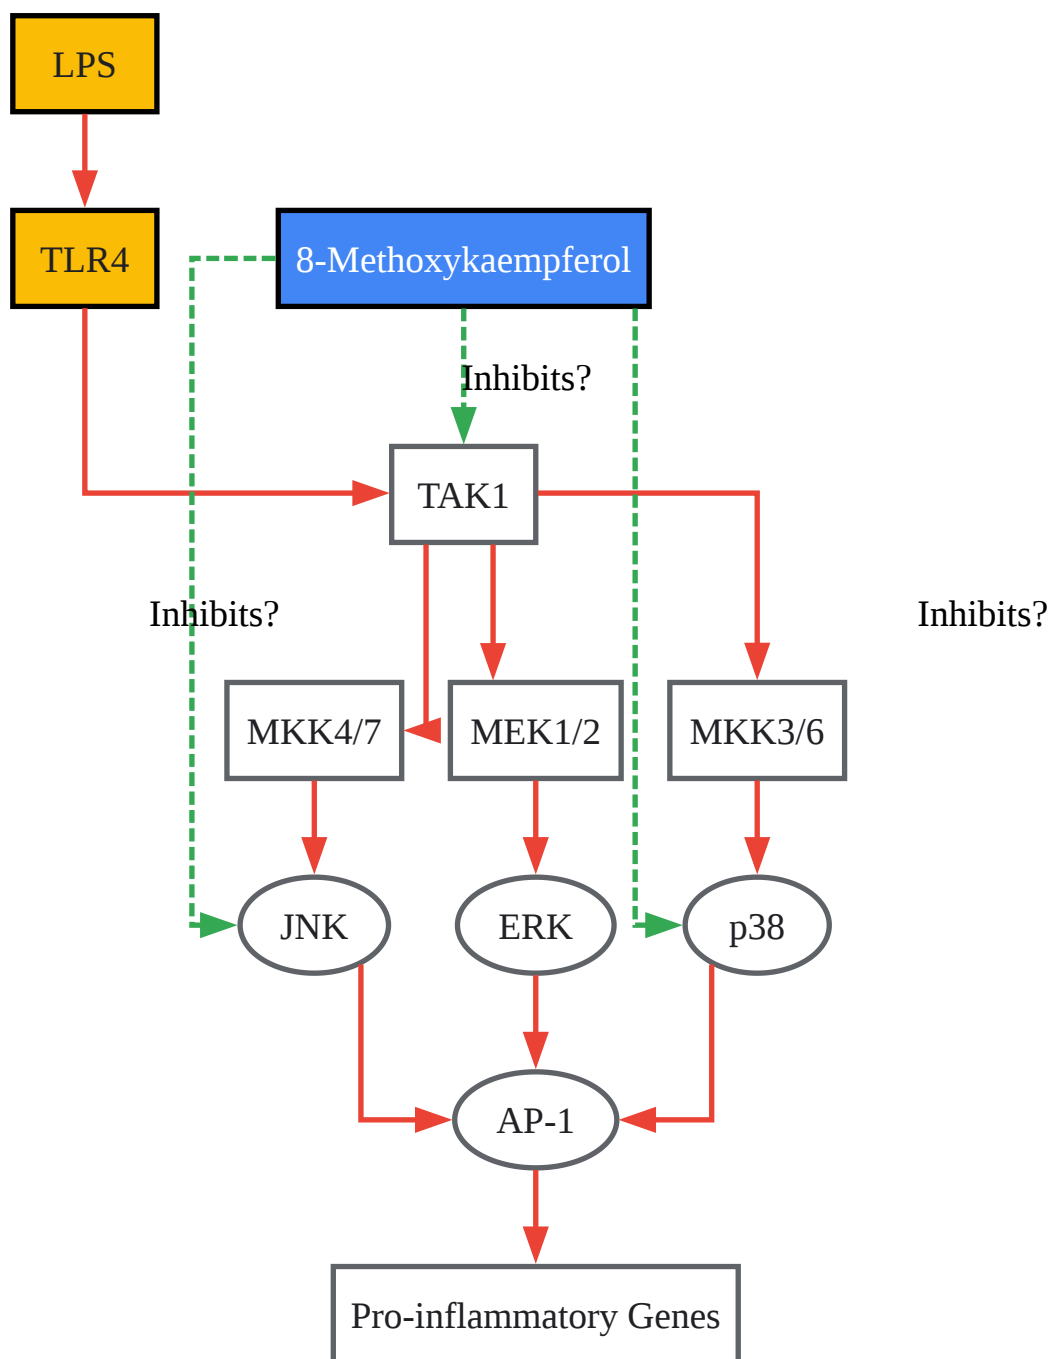 LPS
TLR4
8-Methoxykaempferol
Inhibits?
TAK1
Inhibits?
Inhibits?
MKK4/7
MEK1/2
MKK3/6
JNK
ERK
p38
AP-1
Pro-inflammatory Genes